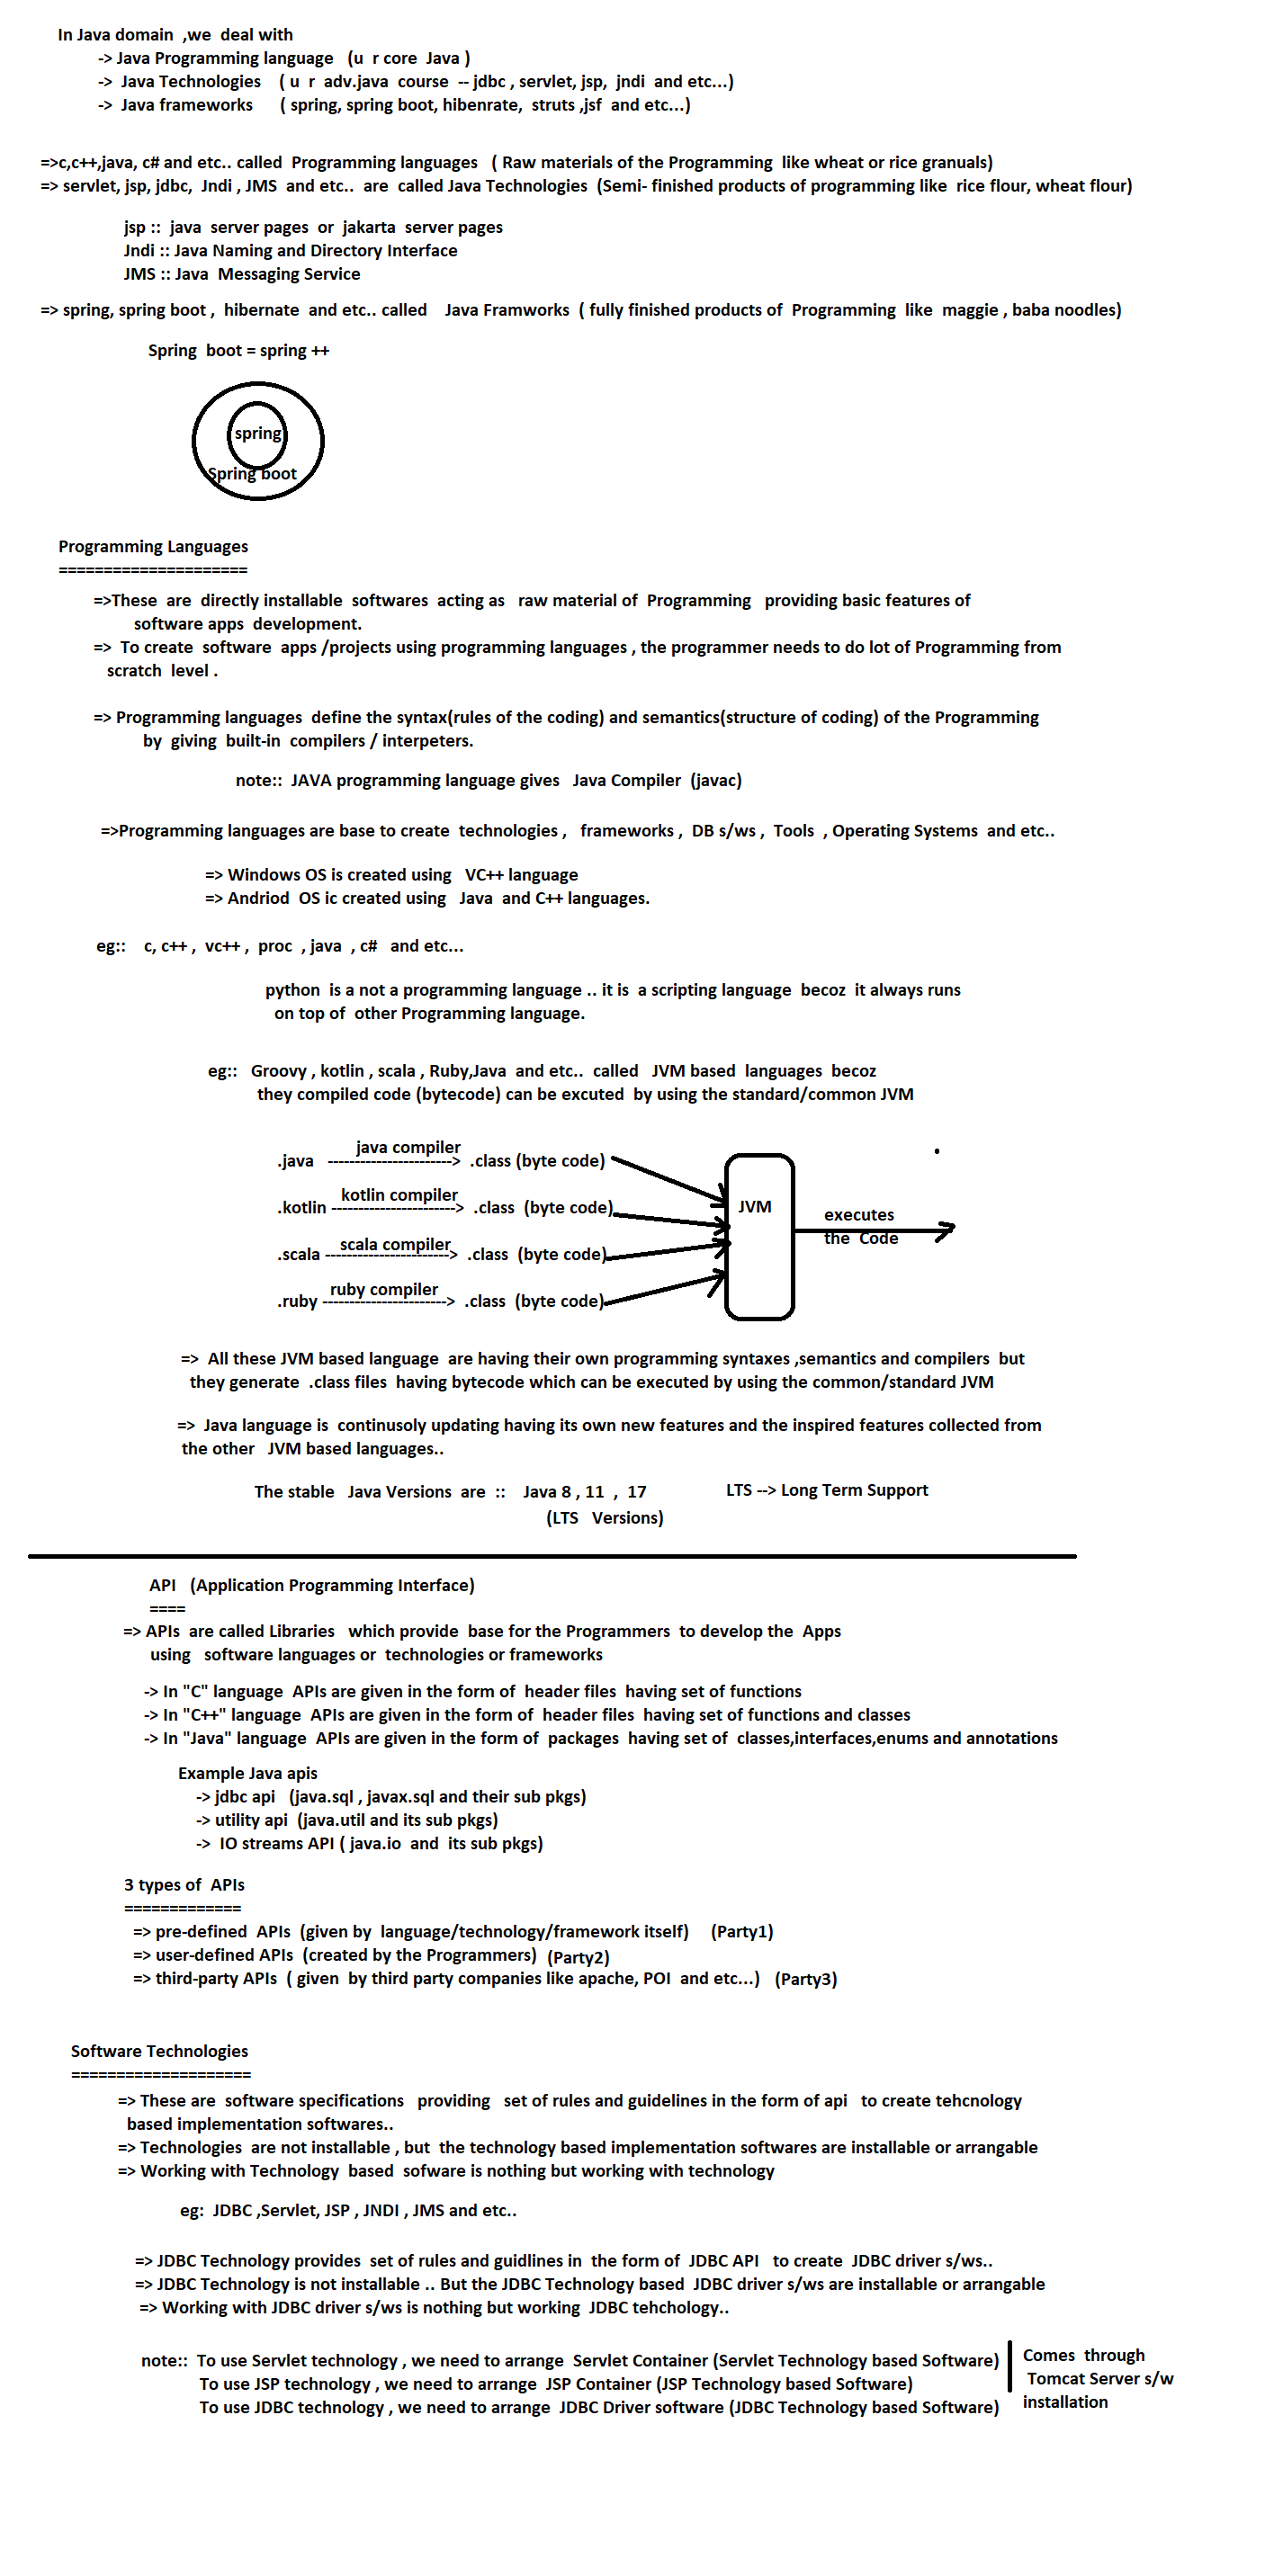 In Java domain ,we deal with
-> Java Programming language (u r core Java )
-> Java Technologies ( u r adv.java course -- jdbc , servlet, jsp, jndi and etc...)
-> Java frameworks ( spring, spring boot, hibenrate, struts ,jsf and etc...)
=>c,c++,java, c# and etc.. called Programming languages ( Raw materials of the Programming like wheat or rice granuals)
=> servlet, jsp, jdbc, Jndi , JMS and etc.. are called Java Technologies (Semi- finished products of programming like rice flour, wheat flour)
jsp :: java server pages or jakarta server pages
Jndi :: Java Naming and Directory Interface
JMS :: Java Messaging Service
=> spring, spring boot , hibernate and etc.. called Java Framworks ( fully finished products of Programming like maggie , baba noodles)
Spring boot = spring ++
spring
Spring boot
Programming Languages
=====================
=>These are directly installable softwares acting as raw material of Programming providing basic features of
software apps development.
=> To create software apps /projects using programming languages , the programmer needs to do lot of Programming from
scratch level .
=> Programming languages define the syntax(rules of the coding) and semantics(structure of coding) of the Programming
by giving built-in compilers / interpeters.
note:: JAVA programming language gives Java Compiler (javac)
=>Programming languages are base to create technologies , frameworks , DB s/ws , Tools , Operating Systems and etc..
=> Windows OS is created using VC++ language
=> Andriod OS ic created using Java and C++ languages.
eg:: c, c++ , vc++ , proc , java , c# and etc...
python is a not a programming language .. it is a scripting language becoz it always runs
on top of other Programming language.
eg:: Groovy , kotlin , scala , Ruby,Java and etc.. called JVM based languages becoz
they compiled code (bytecode) can be excuted by using the standard/common JVM
java compiler
.java -----------------------> .class (byte code)
kotlin compiler
.kotlin -----------------------> .class (byte code)
scala compiler
.scala -----------------------> .class (byte code)
ruby compiler
.ruby -----------------------> .class (byte code)
JVM
executes
the Code
=> All these JVM based language are having their own programming syntaxes ,semantics and compilers but
they generate .class files having bytecode which can be executed by using the common/standard JVM
=> Java language is continusoly updating having its own new features and the inspired features collected from
the other JVM based languages..
The stable Java Versions are :: Java 8 , 11 , 17 LTS --> Long Term Support
(LTS Versions)
API (Application Programming Interface)
====
=> APIs are called Libraries which provide base for the Programmers to develop the Apps
using software languages or technologies or frameworks
-> In "C" language APIs are given in the form of header files having set of functions
-> In "C++" language APIs are given in the form of header files having set of functions and classes
-> In "Java" language APIs are given in the form of packages having set of classes,interfaces,enums and annotations
Example Java apis
-> jdbc api (java.sql , javax.sql and their sub pkgs)
-> utility api (java.util and its sub pkgs)
-> IO streams API ( java.io and its sub pkgs)
3 types of APIs
=============
=> pre-defined APIs (given by language/technology/framework itself) (Party1)
=> user-defined APIs (created by the Programmers) (Party2)
=> third-party APIs ( given by third party companies like apache, POI and etc...) (Party3)
Software Technologies
====================
=> These are software specifications providing set of rules and guidelines in the form of api to create tehcnology
based implementation softwares..
=> Technologies are not installable , but the technology based implementation softwares are installable or arrangable
=> Working with Technology based sofware is nothing but working with technology
eg: JDBC ,Servlet, JSP , JNDI , JMS and etc..
=> JDBC Technology provides set of rules and guidlines in the form of JDBC API to create JDBC driver s/ws..
=> JDBC Technology is not installable .. But the JDBC Technology based JDBC driver s/ws are installable or arrangable
=> Working with JDBC driver s/ws is nothing but working JDBC tehchology..
note:: To use Servlet technology , we need to arrange Servlet Container (Servlet Technology based Software)
To use JSP technology , we need to arrange JSP Container (JSP Technology based Software)
To use JDBC technology , we need to arrange JDBC Driver software (JDBC Technology based Software)
Comes through
Tomcat Server s/w
installation